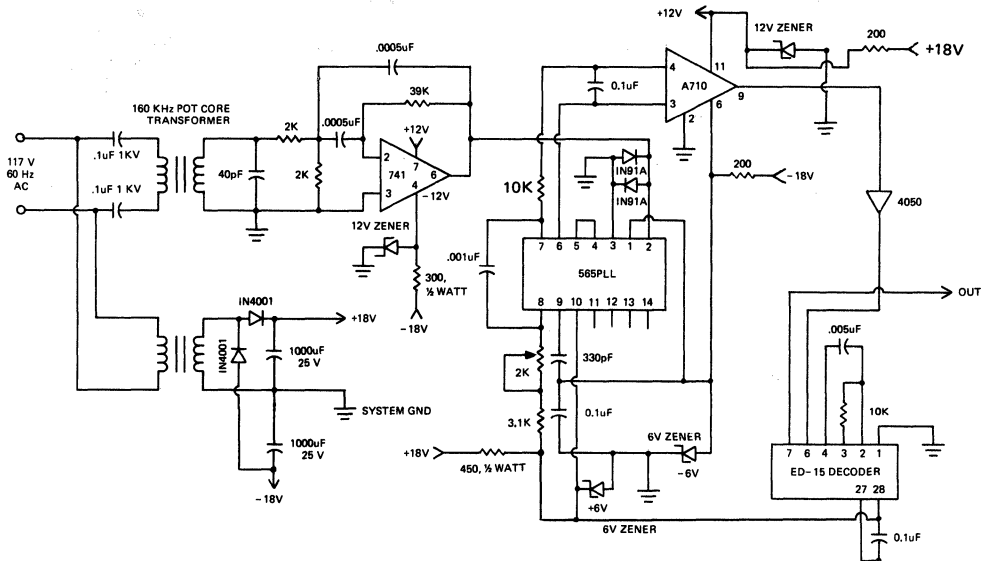 +12V
12V ZENER
200
+18V
.0005uF
160 KHz POT CORE
TRANSFORMER
39K
.0005uF
2K
+12V
0.1uF
4
11
A710
9
3
6
2
117 V
60 Hz
AC
.1uF 1KV
.1uF 1 KV
40pF
2K
2
7
741
6
3
4
-12V
12V ZENER
300,
½ WATT
-18V
10K
IN91A
IN91A
200
-18V
4050
.001uF
7 6 5 4 3 1 2
565PLL
8 9 10 11 12 13 14
OUT
iN4001
+18V
IN4001
1000uF
25 V
SYSTEM GND
1000uF
25 V
-18V
2K
330pF
3.1K
0.1uF
+18V
450, ½ WATT
6V ZENER
-6V
+6V
6V ZENER
.005uF
10K
7 6 4 3 2 1
ED-15 DECODER
27 28
0.1uF